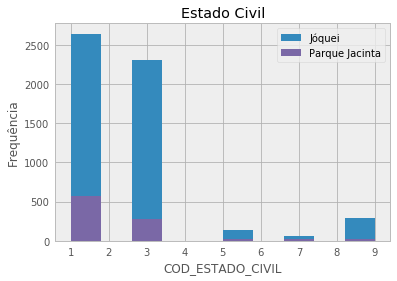 Estado Civil
Jóquei
Parque Jacinta
Frequência
2500
2000
1500
1000
500
0
1 2 3 4 5 6 7 8 9
COD_ESTADO_CIVIL